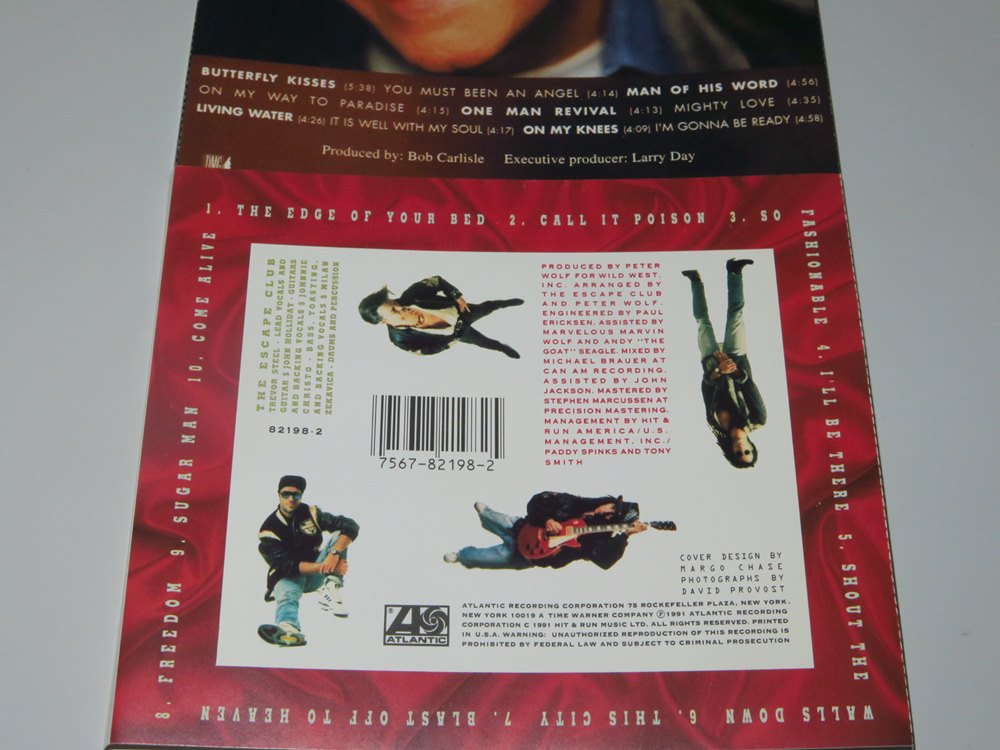 BUTTERFLY KISSES (5:38) YOU MUST BEEN AN ANGEL (4:14) MAN OF HIS WORD (4:56)
ON MY WAY TO PARADISE (4:15) ONE MAN REVIVAL (4:13) MIGHTY LOVE (4:35)
LIVING WATER (4:26) IT IS WELL WITH MY SOUL (4:17) ON MY KNEES (4:09) I'M GONNA BE READY (4:58)
Produced by: Bob Carlisle Executive producer: Larry Day
DMG
1. THE EDGE OF YOUR BED 2. CALL IT POISON 3. SO
FASHIONABLE 4. I'LL BE THERE 5. SHOUT THE
WALLS DOWN 6. THIS CITY 7. BLAST OFF TO HEAVEN
8. FREEDOM 9. SUGAR MAN 10. COME ALIVE
THE ESCAPE CLUB
TREVOR STEEL · LEAD VOCALS AND
GUITAR $ JOHN HOLLIDAY · GUITARS
AND BACKING VOCALS $ JOHNNIE
CHRISTO · BASS, TOASTING,
AND BACKING VOCALS $ MILAN
ZEKAVICA · DRUMS AND PERCUSSION
82198-2
7567-82198-2
PRODUCED BY PETER
WOLF FOR WILD WEST,
INC. ARRANGED BY
THE ESCAPE CLUB
AND PETER WOLF.
ENGINEERED BY PAUL
ERICKSEN, ASSISTED BY
MARVELOUS MARVIN
WOLF AND ANDY "THE
GOAT" SEAGLE. MIXED BY
MICHAEL BRAUER AT
CAN AM RECORDING.
ASSISTED BY JOHN
JACKSON. MASTERED BY
STEPHEN MARCUSSEN AT
PRECISION MASTERING.
MANAGEMENT BY HIT &
RUN AMERICA/U.S.
MANAGEMENT, INC./
PADDY SPINKS AND TONY
SMITH
COVER DESIGN BY
MARGO CHASE
PHOTOGRAPHS BY
DAVID PROVOST
ATLANTIC
ATLANTIC RECORDING CORPORATION 75 ROCKEFELLER PLAZA, NEW YORK,
NEW YORK 10019 A TIME WARNER COMPANY ℗1991 ATLANTIC RECORDING
CORPORATION C 1991 HIT & RUN MUSIC LTD. ALL RIGHTS RESERVED. PRINTED
IN U.S.A. WARNING: UNAUTHORIZED REPRODUCTION OF THIS RECORDING IS
PROHIBITED BY FEDERAL LAW AND SUBJECT TO CRIMINAL PROSECUTION